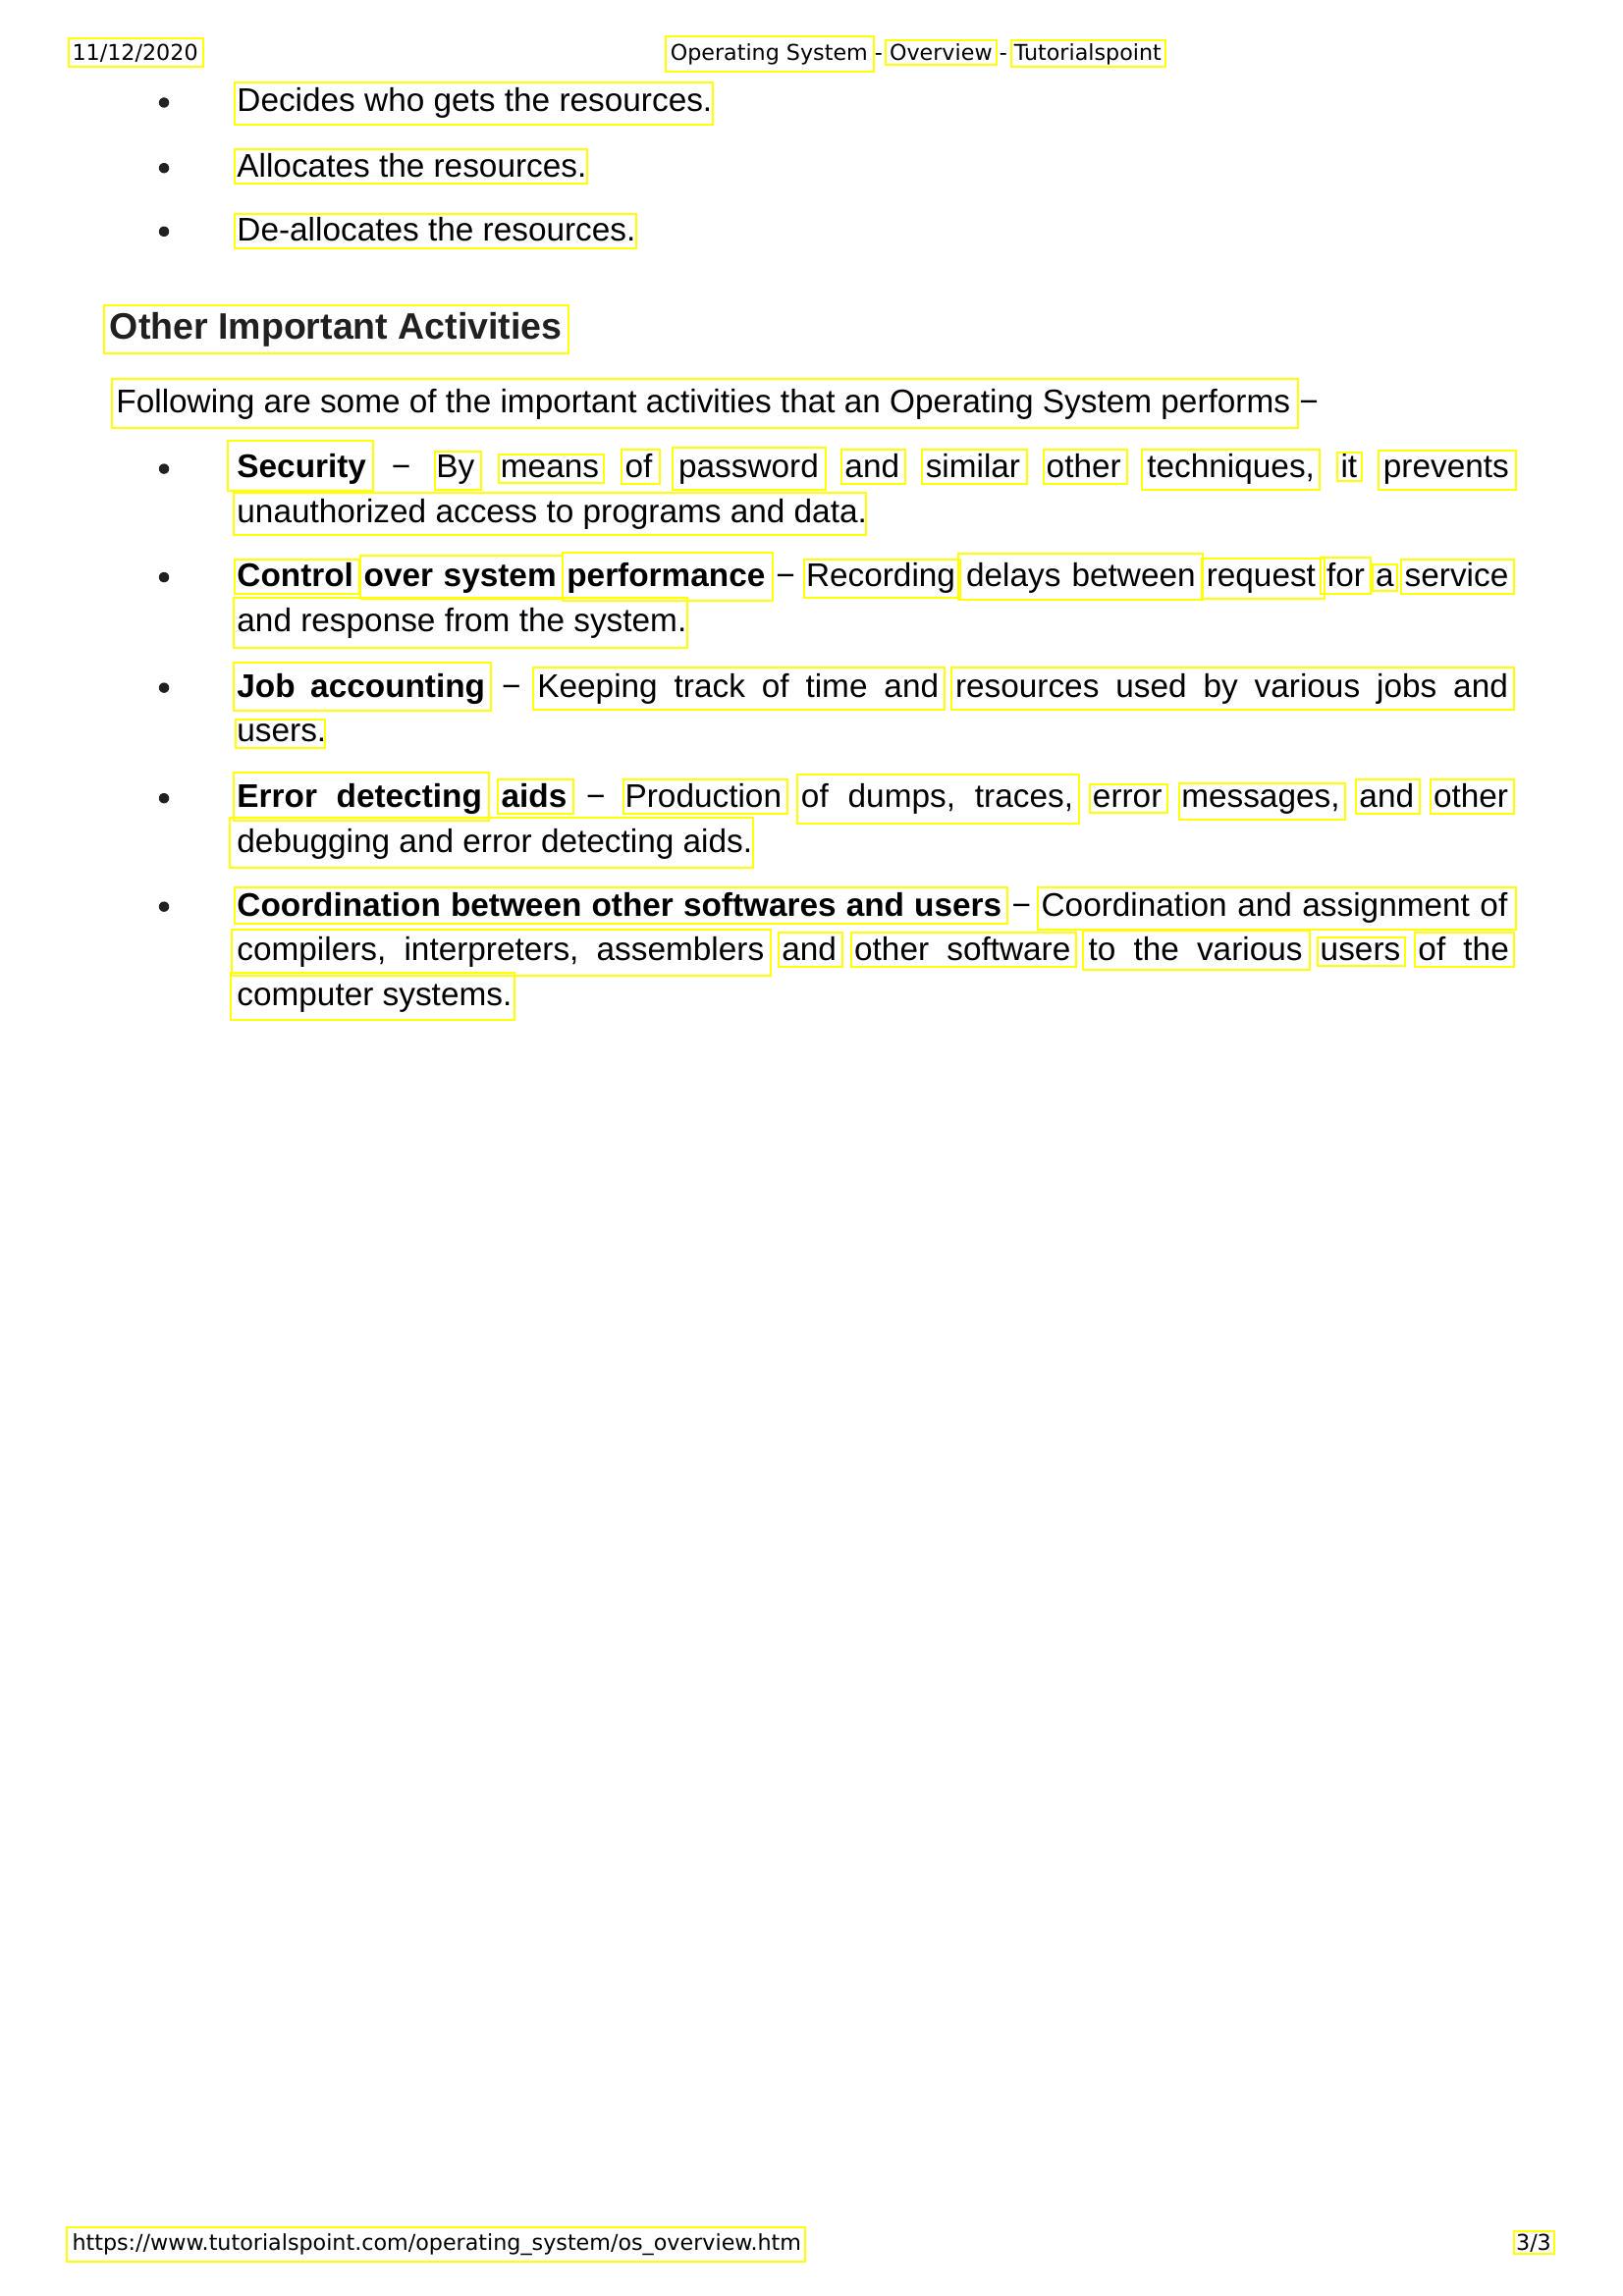 11/12/2020 Operating System - Overview - Tutorialspoint
• Decides who gets the resources.
• Allocates the resources.
• De-allocates the resources.
Other Important Activities
Following are some of the important activities that an Operating System performs −
• Security − By means of password and similar other techniques, it prevents
unauthorized access to programs and data.
• Control over system performance − Recording delays between request for a service
and response from the system.
• Job accounting − Keeping track of time and resources used by various jobs and
users.
• Error detecting aids − Production of dumps, traces, error messages, and other
debugging and error detecting aids.
• Coordination between other softwares and users − Coordination and assignment of
compilers, interpreters, assemblers and other software to the various users of the
computer systems.
https://www.tutorialspoint.com/operating_system/os_overview.htm 3/3